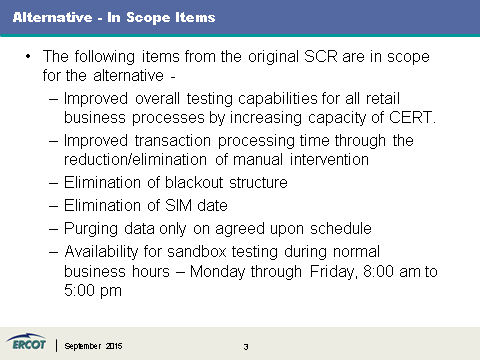 Alternative - In Scope Items
• The following items from the original SCR are in scope
for the alternative -
– Improved overall testing capabilities for all retail
business processes by increasing capacity of CERT.
– Improved transaction processing time through the
reduction/elimination of manual intervention
– Elimination of blackout structure
– Elimination of SIM date
– Purging data only on agreed upon schedule
– Availability for sandbox testing during normal
business hours – Monday through Friday, 8:00 am to
5:00 pm
ERCOT
September 2015
3